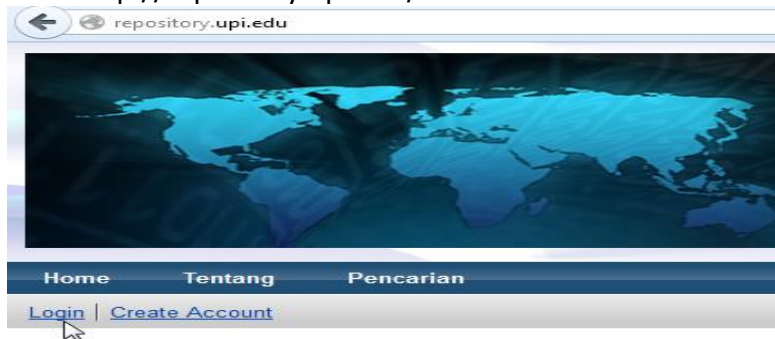 repository.upi.edu
Home Tentang Pencarian
Login | Create Account